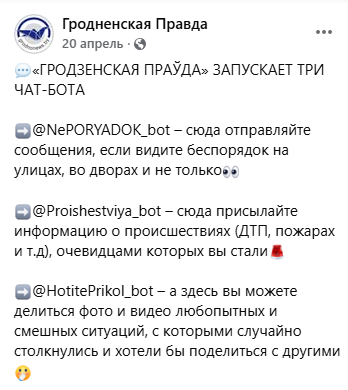 Гродненская Правда
20 апрель ·
💬«ГРОДЗЕНСКАЯ ПРАЎДА» ЗАПУСКАЕТ ТРИ
ЧАТ-БОТА
➡️@NePORYADOK_bot – сюда отправляйте
сообщения, если видите беспорядок на
улицах, во дворах и не только👀
➡️@Proishestviya_bot – сюда присылайте
информацию о происшествиях (ДТП, пожарах
и т.д), очевидцами которых вы стали
➡️@HotitePrikol_bot – а здесь вы можете
делиться фото и видео любопытных и
смешных ситуаций, с которыми случайно
столкнулись и хотели бы поделиться с другими